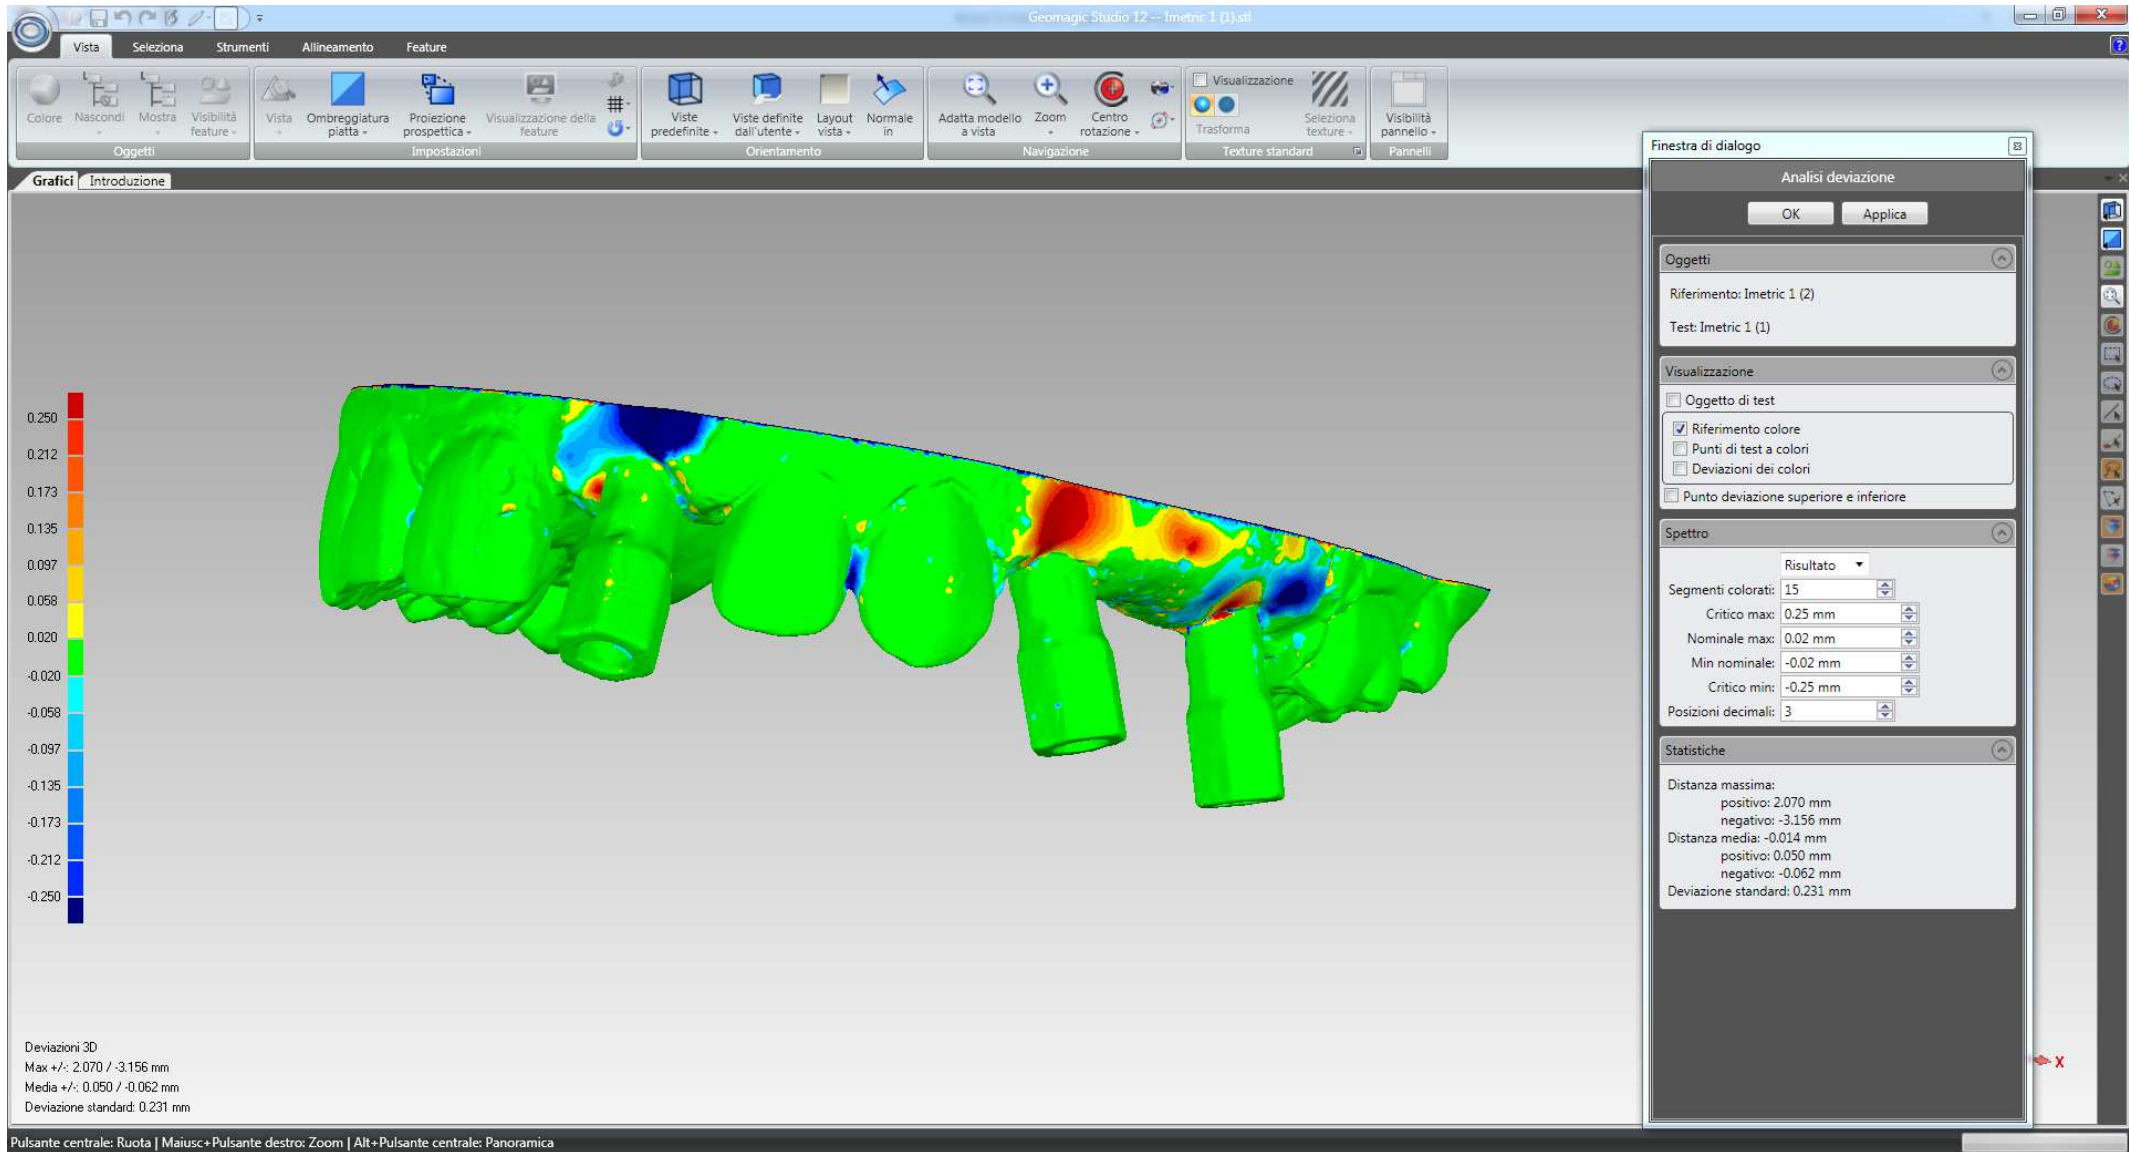 Geomagic Studio 12 -- Imetric 1 (1).stl
Vista Seleziona Strumenti Allineamento Feature
Colore Nascondi Mostra Visibilità feature
Oggetti
Vista Ombreggiatura piatta Proiezione prospettica Visualizzazione della feature
Impostazioni
Viste predefinite Viste definite dall'utente Layout vista Normale in
Orientamento
Adatta modello a vista Zoom Centro rotazione
Navigazione
Visualizzazione
Trasforma Seleziona texture
Texture standard
Visibilità pannello
Pannelli
Grafici Introduzione
0.250
0.212
0.173
0.135
0.097
0.058
0.020
-0.020
-0.058
-0.097
-0.135
-0.173
-0.212
-0.250
Deviazioni 3D
Max +/-: 2.070 / -3.156 mm
Media +/-: 0.050 / -0.062 mm
Deviazione standard: 0.231 mm
X
Finestra di dialogo
Analisi deviazione
OK Applica
Oggetti
Riferimento: Imetric 1 (2)
Test: Imetric 1 (1)
Visualizzazione
Oggetto di test
Riferimento colore
Punti di test a colori
Deviazioni dei colori
Punto deviazione superiore e inferiore
Spettro
Risultato
Segmenti colorati: 15
Critico max: 0.25 mm
Nominale max: 0.02 mm
Min nominale: -0.02 mm
Critico min: -0.25 mm
Posizioni decimali: 3
Statistiche
Distanza massima:
positivo: 2.070 mm
negativo: -3.156 mm
Distanza media: -0.014 mm
positivo: 0.050 mm
negativo: -0.062 mm
Deviazione standard: 0.231 mm
Pulsante centrale: Ruota | Maiusc+Pulsante destro: Zoom | Alt+Pulsante centrale: Panoramica